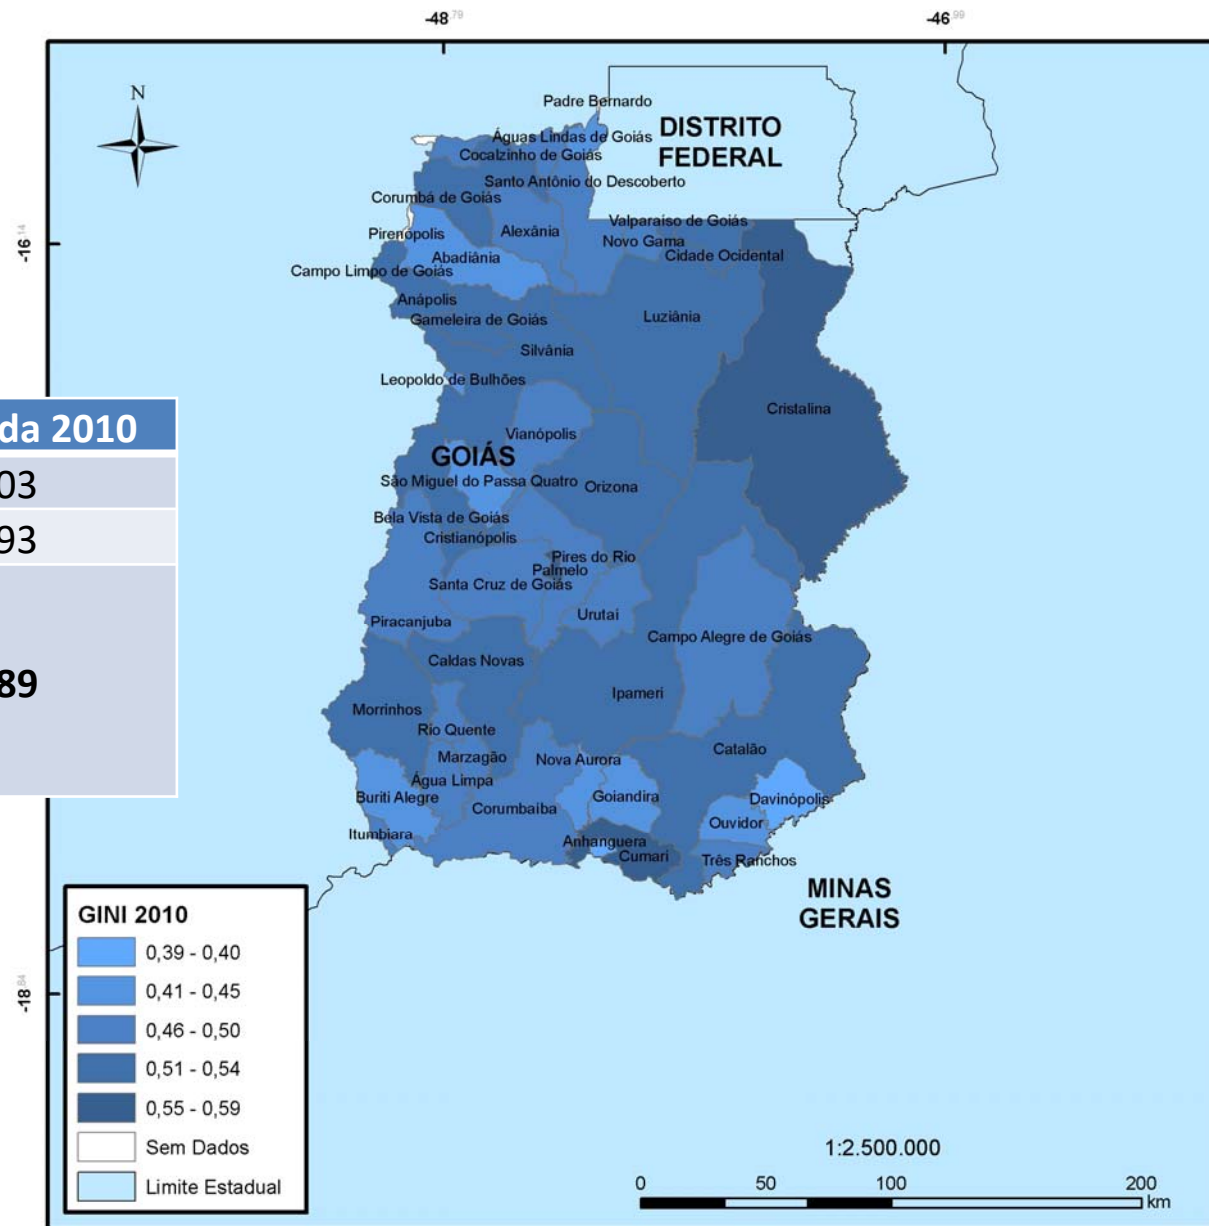 -48,79
-46,99
N
Padre Bernardo
DISTRITO
FEDERAL
Águas Lindas de Goiás
Cocalzinho de Goiás
Santo Antônio do Descoberto
Corumbá de Goiás
Valparaíso de Goiás
-16,14
Pirenópolis
Alexânia
Novo Gama
Abadiânia
Cidade Ocidental
Campo Limpo de Goiás
Anápolis
Gameleira de Goiás
Luziânia
Silvânia
Leopoldo de Bulhões
Cristalina
da 2010
03
93
89
Vianópolis
GOIÁS
São Miguel do Passa Quatro
Orizona
Bela Vista de Goiás
Cristianópolis
Pires do Rio
Palmelo
Santa Cruz de Goiás
Urutaí
Piracanjuba
Campo Alegre de Goiás
Caldas Novas
Ipameri
Morrinhos
Rio Quente
Catalão
Marzagão
Nova Aurora
Água Limpa
Buriti Alegre
Goiandira
Davinópolis
Corumbaíba
Ouvidor
Itumbiara
Anhanguera
Cumari
Três Ranchos
MINAS
GERAIS
-18,64
GINI 2010
0,39 - 0,40
0,41 - 0,45
0,46 - 0,50
0,51 - 0,54
0,55 - 0,59
Sem Dados
Limite Estadual
1:2.500.000
0 50 100 200
km